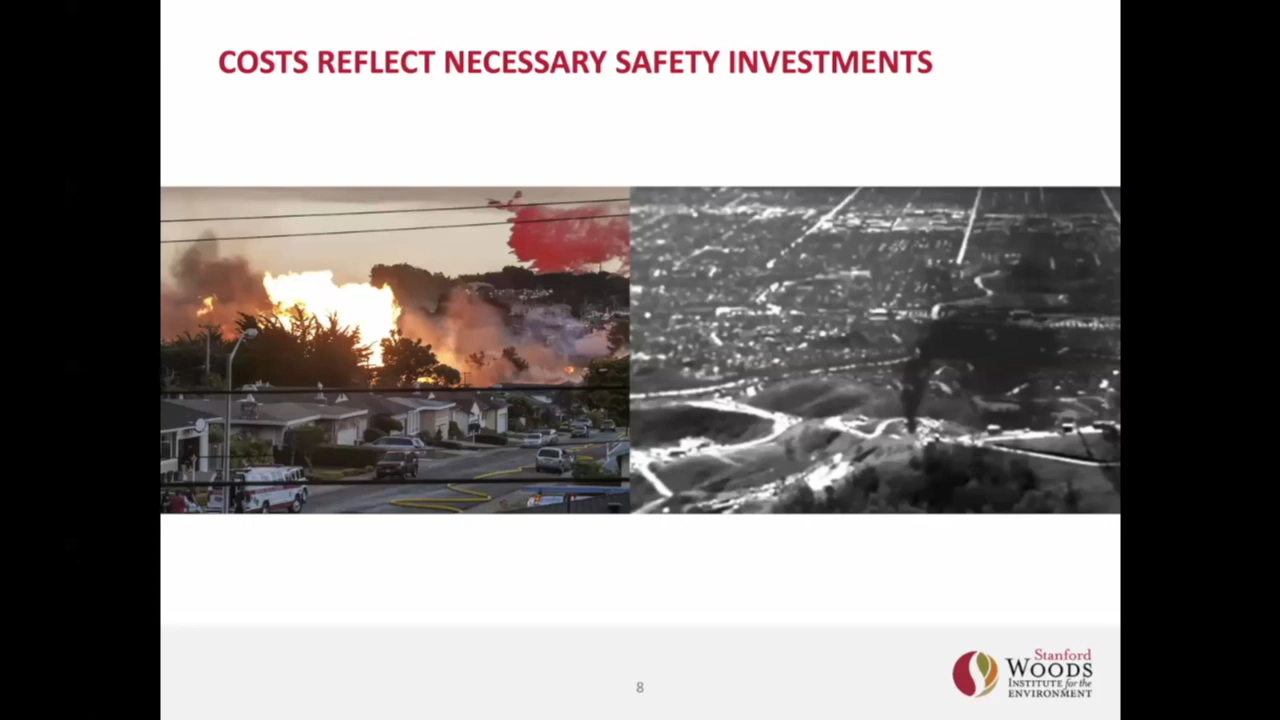 COSTS REFLECT NECESSARY SAFETY INVESTMENTS
8
Stanford
WOODS
INSTITUTE for the
ENVIRONMENT